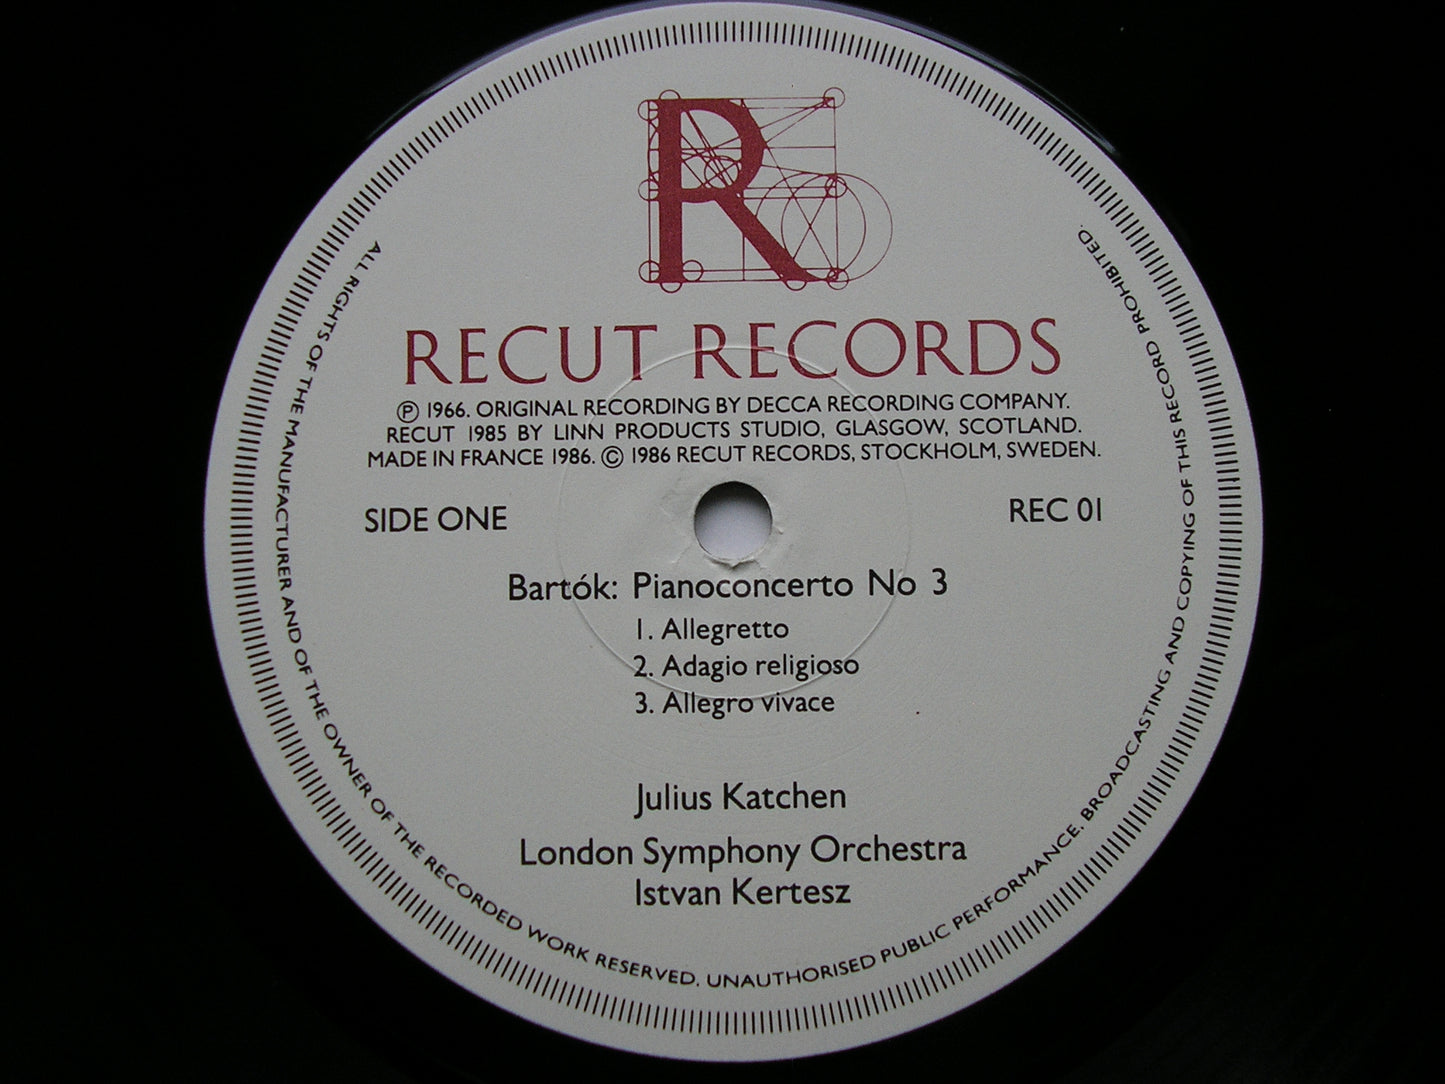 R
RECUT RECORDS
Ⓟ 1966. ORIGINAL RECORDING BY DECCA RECORDING COMPANY.
RECUT 1985 BY LINN PRODUCTS STUDIO, GLASGOW, SCOTLAND.
MADE IN FRANCE 1986. © 1986 RECUT RECORDS, STOCKHOLM, SWEDEN.
SIDE ONE
REC 01
Bartók: Pianoconcerto No 3
1. Allegretto
2. Adagio religioso
3. Allegro vivace
Julius Katchen
London Symphony Orchestra
Istvan Kertesz
ALL RIGHTS OF THE MANUFACTURER AND OF THE OWNER OF THE RECORDED WORK RESERVED. UNAUTHORISED PUBLIC PERFORMANCE. BROADCASTING AND COPYING OF THIS RECORD PROHIBITED.